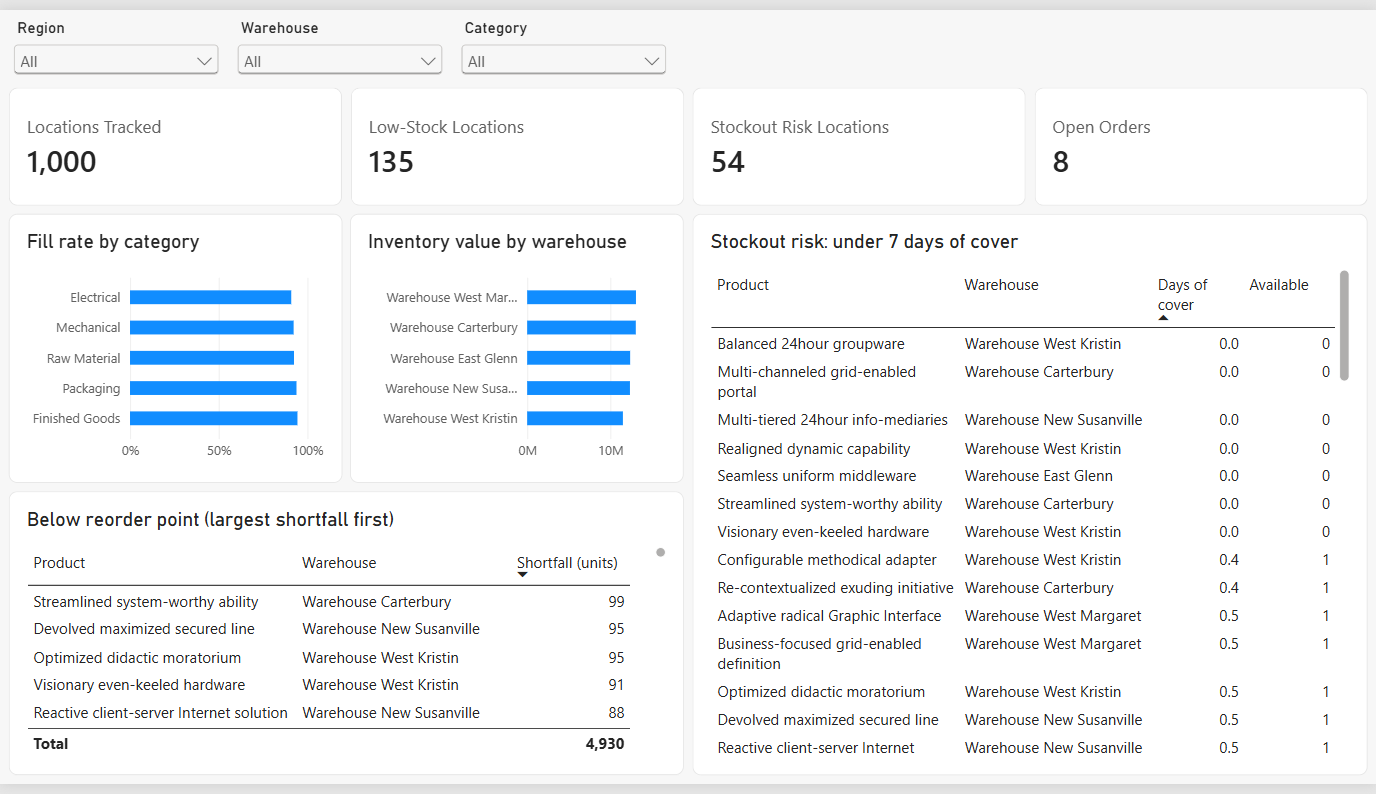 Region Warehouse Category
All All All
Locations Tracked Low-Stock Locations Stockout Risk Locations Open Orders
1,000 135 54 8
Fill rate by category
Electrical
Mechanical
Raw Material
Packaging
Finished Goods
0% 50% 100%
Inventory value by warehouse
Warehouse West Mar...
Warehouse Carterbury
Warehouse East Glenn
Warehouse New Susa...
Warehouse West Kristin
0M 10M
Stockout risk: under 7 days of cover
Product Warehouse Days of cover Available
Balanced 24hour groupware Warehouse West Kristin 0.0 0
Multi-channeled grid-enabled portal Warehouse Carterbury 0.0 0
Multi-tiered 24hour info-mediaries Warehouse New Susanville 0.0 0
Realigned dynamic capability Warehouse West Kristin 0.0 0
Seamless uniform middleware Warehouse East Glenn 0.0 0
Streamlined system-worthy ability Warehouse Carterbury 0.0 0
Visionary even-keeled hardware Warehouse West Kristin 0.0 0
Configurable methodical adapter Warehouse West Kristin 0.4 1
Re-contextualized exuding initiative Warehouse Carterbury 0.4 1
Adaptive radical Graphic Interface Warehouse West Margaret 0.5 1
Business-focused grid-enabled definition Warehouse West Margaret 0.5 1
Optimized didactic moratorium Warehouse West Kristin 0.5 1
Devolved maximized secured line Warehouse New Susanville 0.5 1
Reactive client-server Internet Warehouse New Susanville 0.5 1
Below reorder point (largest shortfall first)
Product Warehouse Shortfall (units)
Streamlined system-worthy ability Warehouse Carterbury 99
Devolved maximized secured line Warehouse New Susanville 95
Optimized didactic moratorium Warehouse West Kristin 95
Visionary even-keeled hardware Warehouse West Kristin 91
Reactive client-server Internet solution Warehouse New Susanville 88
Total 4,930